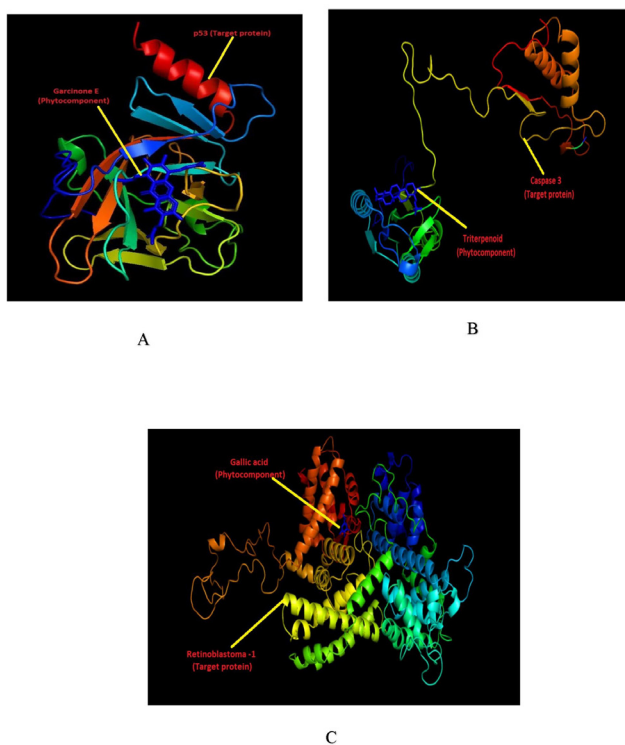 p53 (Target protein)
Garcinone E
(Phytocomponent)
Caspase 3
(Target protein)
Triterpenoid
(Phytocomponent)
A
B
Gallic acid
(Phytocomponent)
Retinoblastoma -1
(Target protein)
C